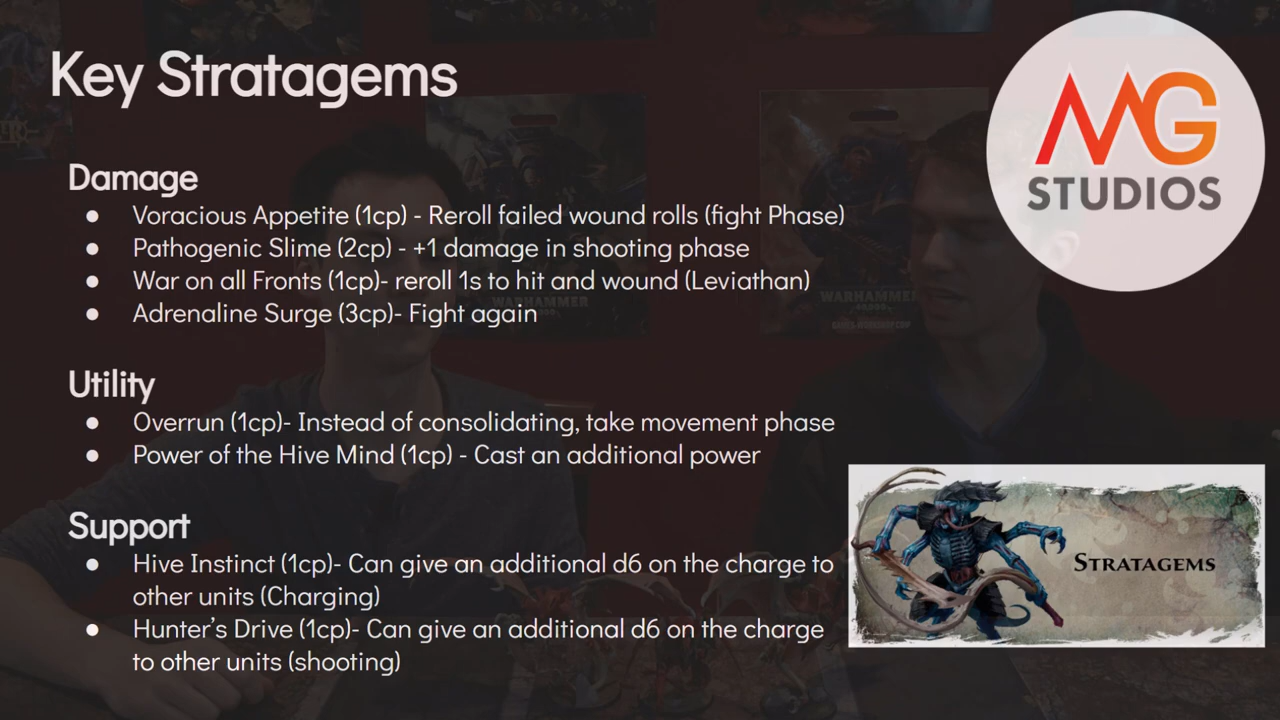 Key Stratagems
MG
STUDIOS
Damage
● Voracious Appetite (1cp) - Reroll failed wound rolls (fight Phase)
● Pathogenic Slime (2cp) - +1 damage in shooting phase
● War on all Fronts (1cp)- reroll 1s to hit and wound (Leviathan)
● Adrenaline Surge (3cp)- Fight again
WARHAMMER
WARHAMMER
Utility
● Overrun (1cp)- Instead of consolidating, take movement phase
● Power of the Hive Mind (1cp) - Cast an additional power
Support
● Hive Instinct (1cp)- Can give an additional d6 on the charge to
other units (Charging)
● Hunter's Drive (1cp)- Can give an additional d6 on the charge
to other units (shooting)
STRATAGEMS